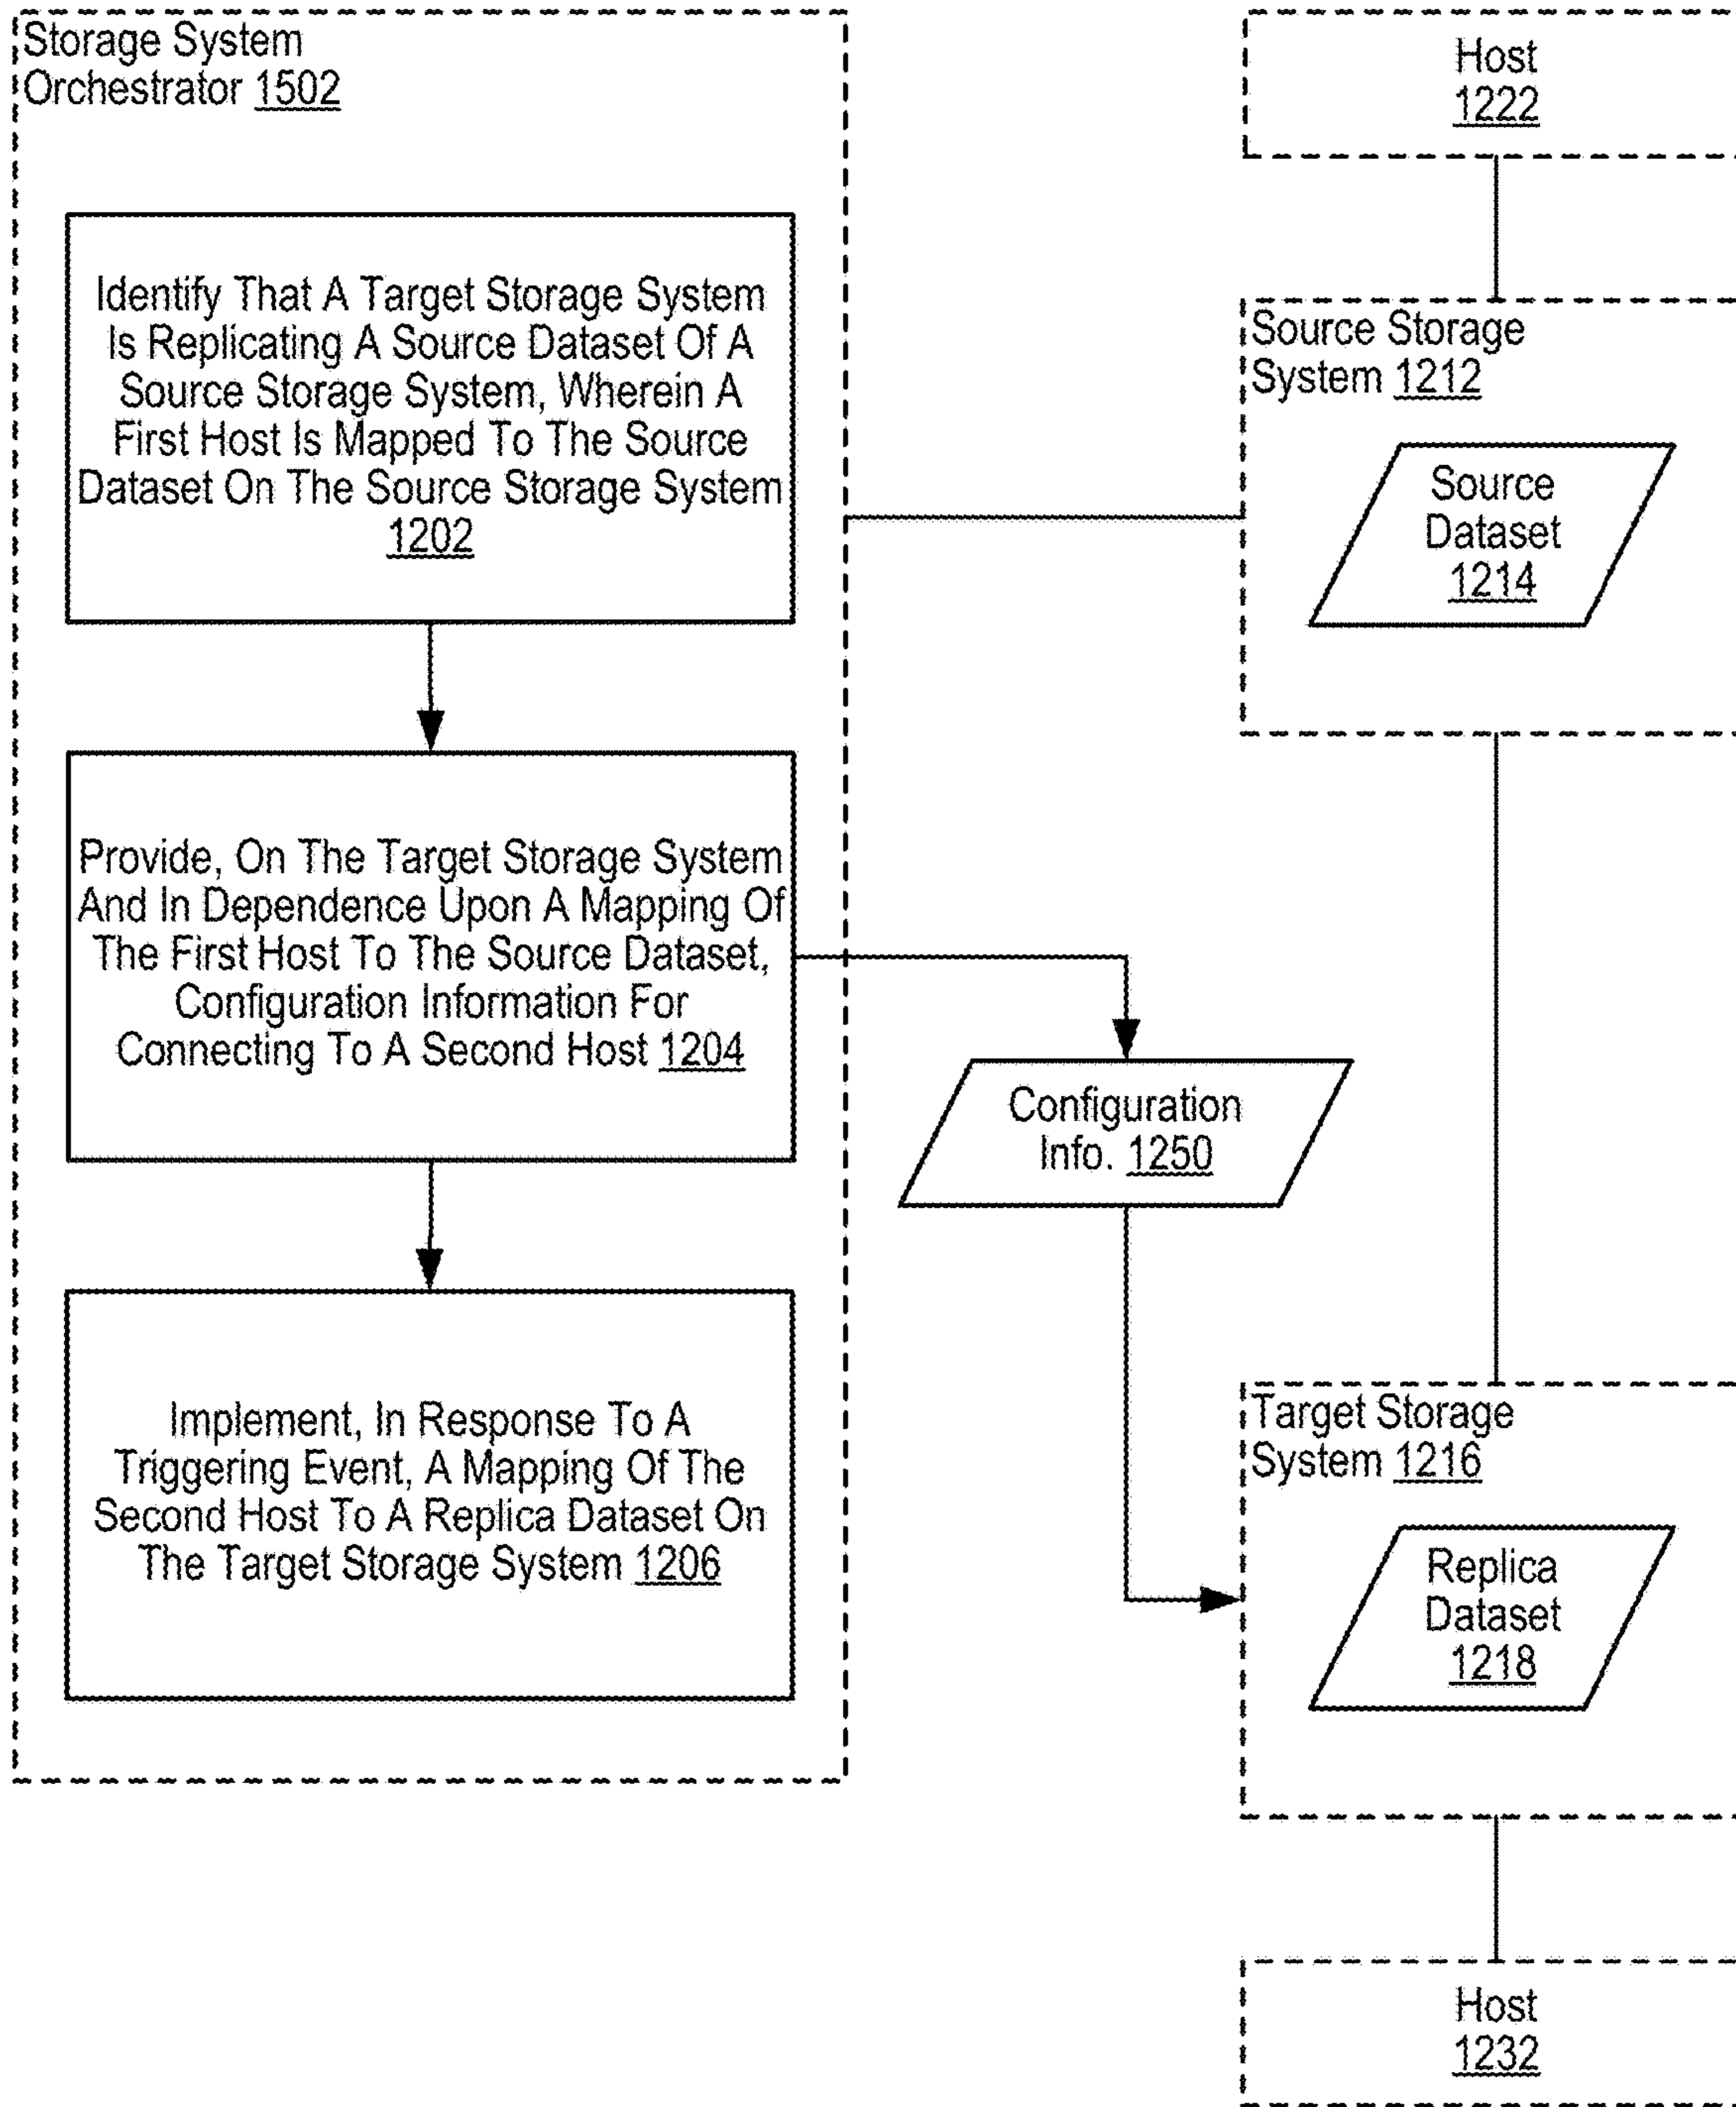 Storage System
Orchestrator 1502
Identify That A Target Storage System
Is Replicating A Source Dataset Of A
Source Storage System, Wherein A
First Host Is Mapped To The Source
Dataset On The Source Storage System
1202
Provide, On The Target Storage System
And In Dependence Upon A Mapping Of
The First Host To The Source Dataset,
Configuration Information For
Connecting To A Second Host 1204
Implement, In Response To A
Triggering Event, A Mapping Of The
Second Host To A Replica Dataset On
The Target Storage System 1206
Configuration
Info. 1250
Host
1222
Source Storage
System 1212
Source
Dataset
1214
Target Storage
System 1216
Replica
Dataset
1218
Host
1232